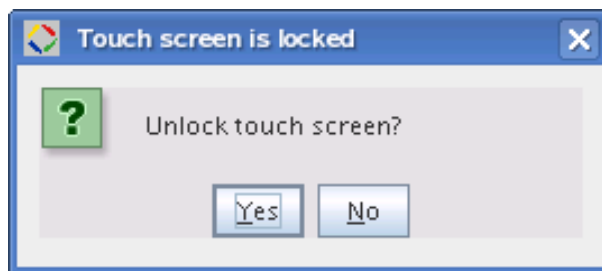 Touch screen is locked
Unlock touch screen?
Yes No